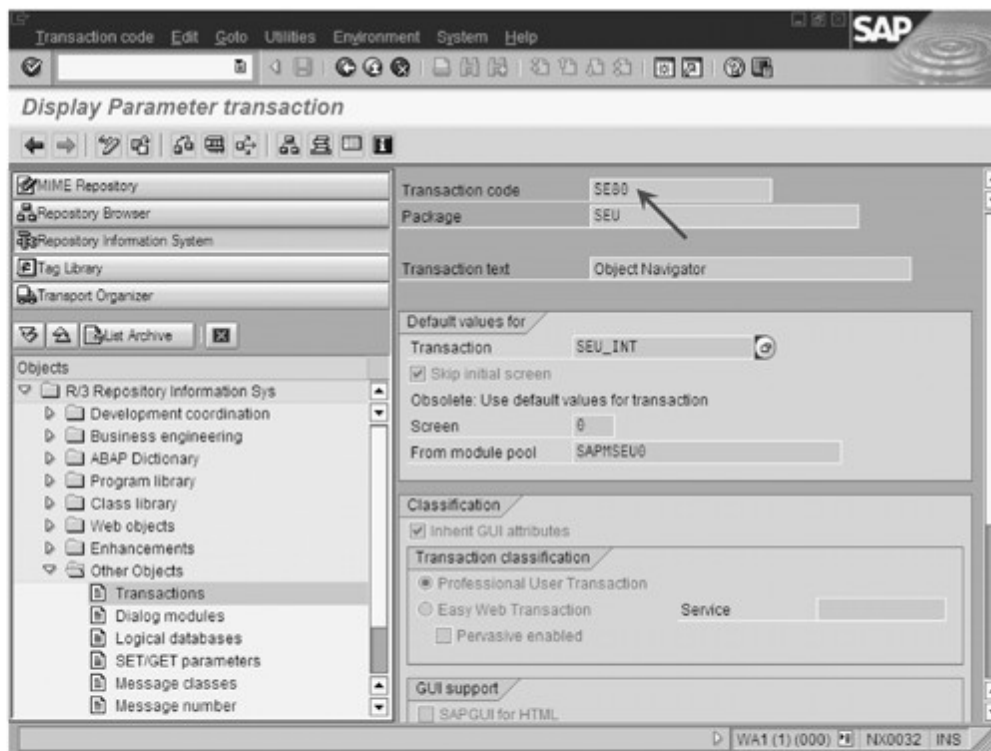 Transaction code Edit Goto Utilities Environment System Help
SAP
Display Parameter transaction
MIME Repository
Repository Browser
Repository Information System
Tag Library
Transport Organizer
List Archive
Objects
R/3 Repository Information Sys
Development coordination
Business engineering
ABAP Dictionary
Program library
Class library
Web objects
Enhancements
Other Objects
Transactions
Dialog modules
Logical databases
SET/GET parameters
Message classes
Message number
Transaction code SE80
Package SEU
Transaction text Object Navigator
Default values for
Transaction SEU_INT
Skip initial screen
Obsolete: Use default values for transaction
Screen 0
From module pool SAPMSEU0
Classification
Inherit GUI attributes
Transaction classification
Professional User Transaction
Easy Web Transaction Service
Pervasive enabled
GUI support
SAPGUI for HTML
WA1 (1) (000) NX0032 INS